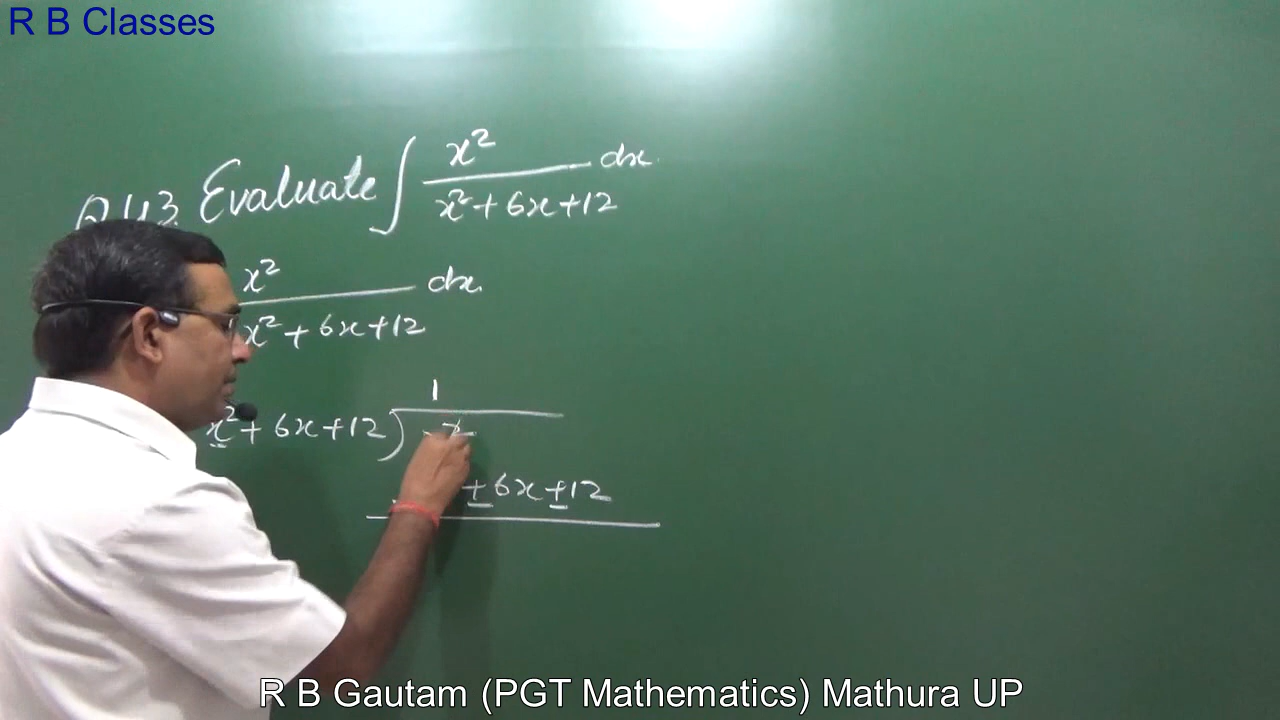 R B Classes
Q.43. Evaluate ∫ x²/(x²+6x+12) dx.
x²/(x²+6x+12) dx.
1
x²+6x+12) x²
+6x+12
R B Gautam (PGT Mathematics) Mathura UP